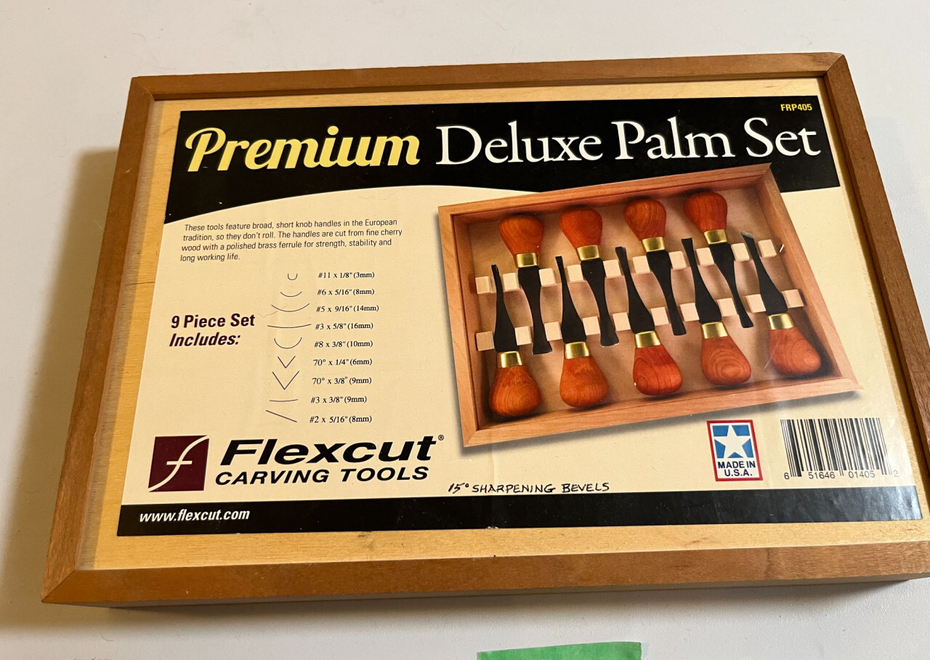 FRP405
Premium Deluxe Palm Set
These tools feature broad, short knob handles in the European
tradition, so they don't roll. The handles are cut from fine cherry
wood with a polished brass ferrule for strength, stability and
long working life.
9 Piece Set
Includes:
#11 x 1/8" (3mm)
#6 x 5/16" (8mm)
#5 x 9/16" (14mm)
#3 x 5/8" (16mm)
#8 x 3/8" (10mm)
70° x 1/4" (6mm)
70° x 3/8" (9mm)
#3 x 3/8" (9mm)
#2 x 5/16" (8mm)
Flexcut®
CARVING TOOLS
15° SHARPENING BEVELS
MADE IN
U.S.A.
6 51646 01405 2
www.flexcut.com